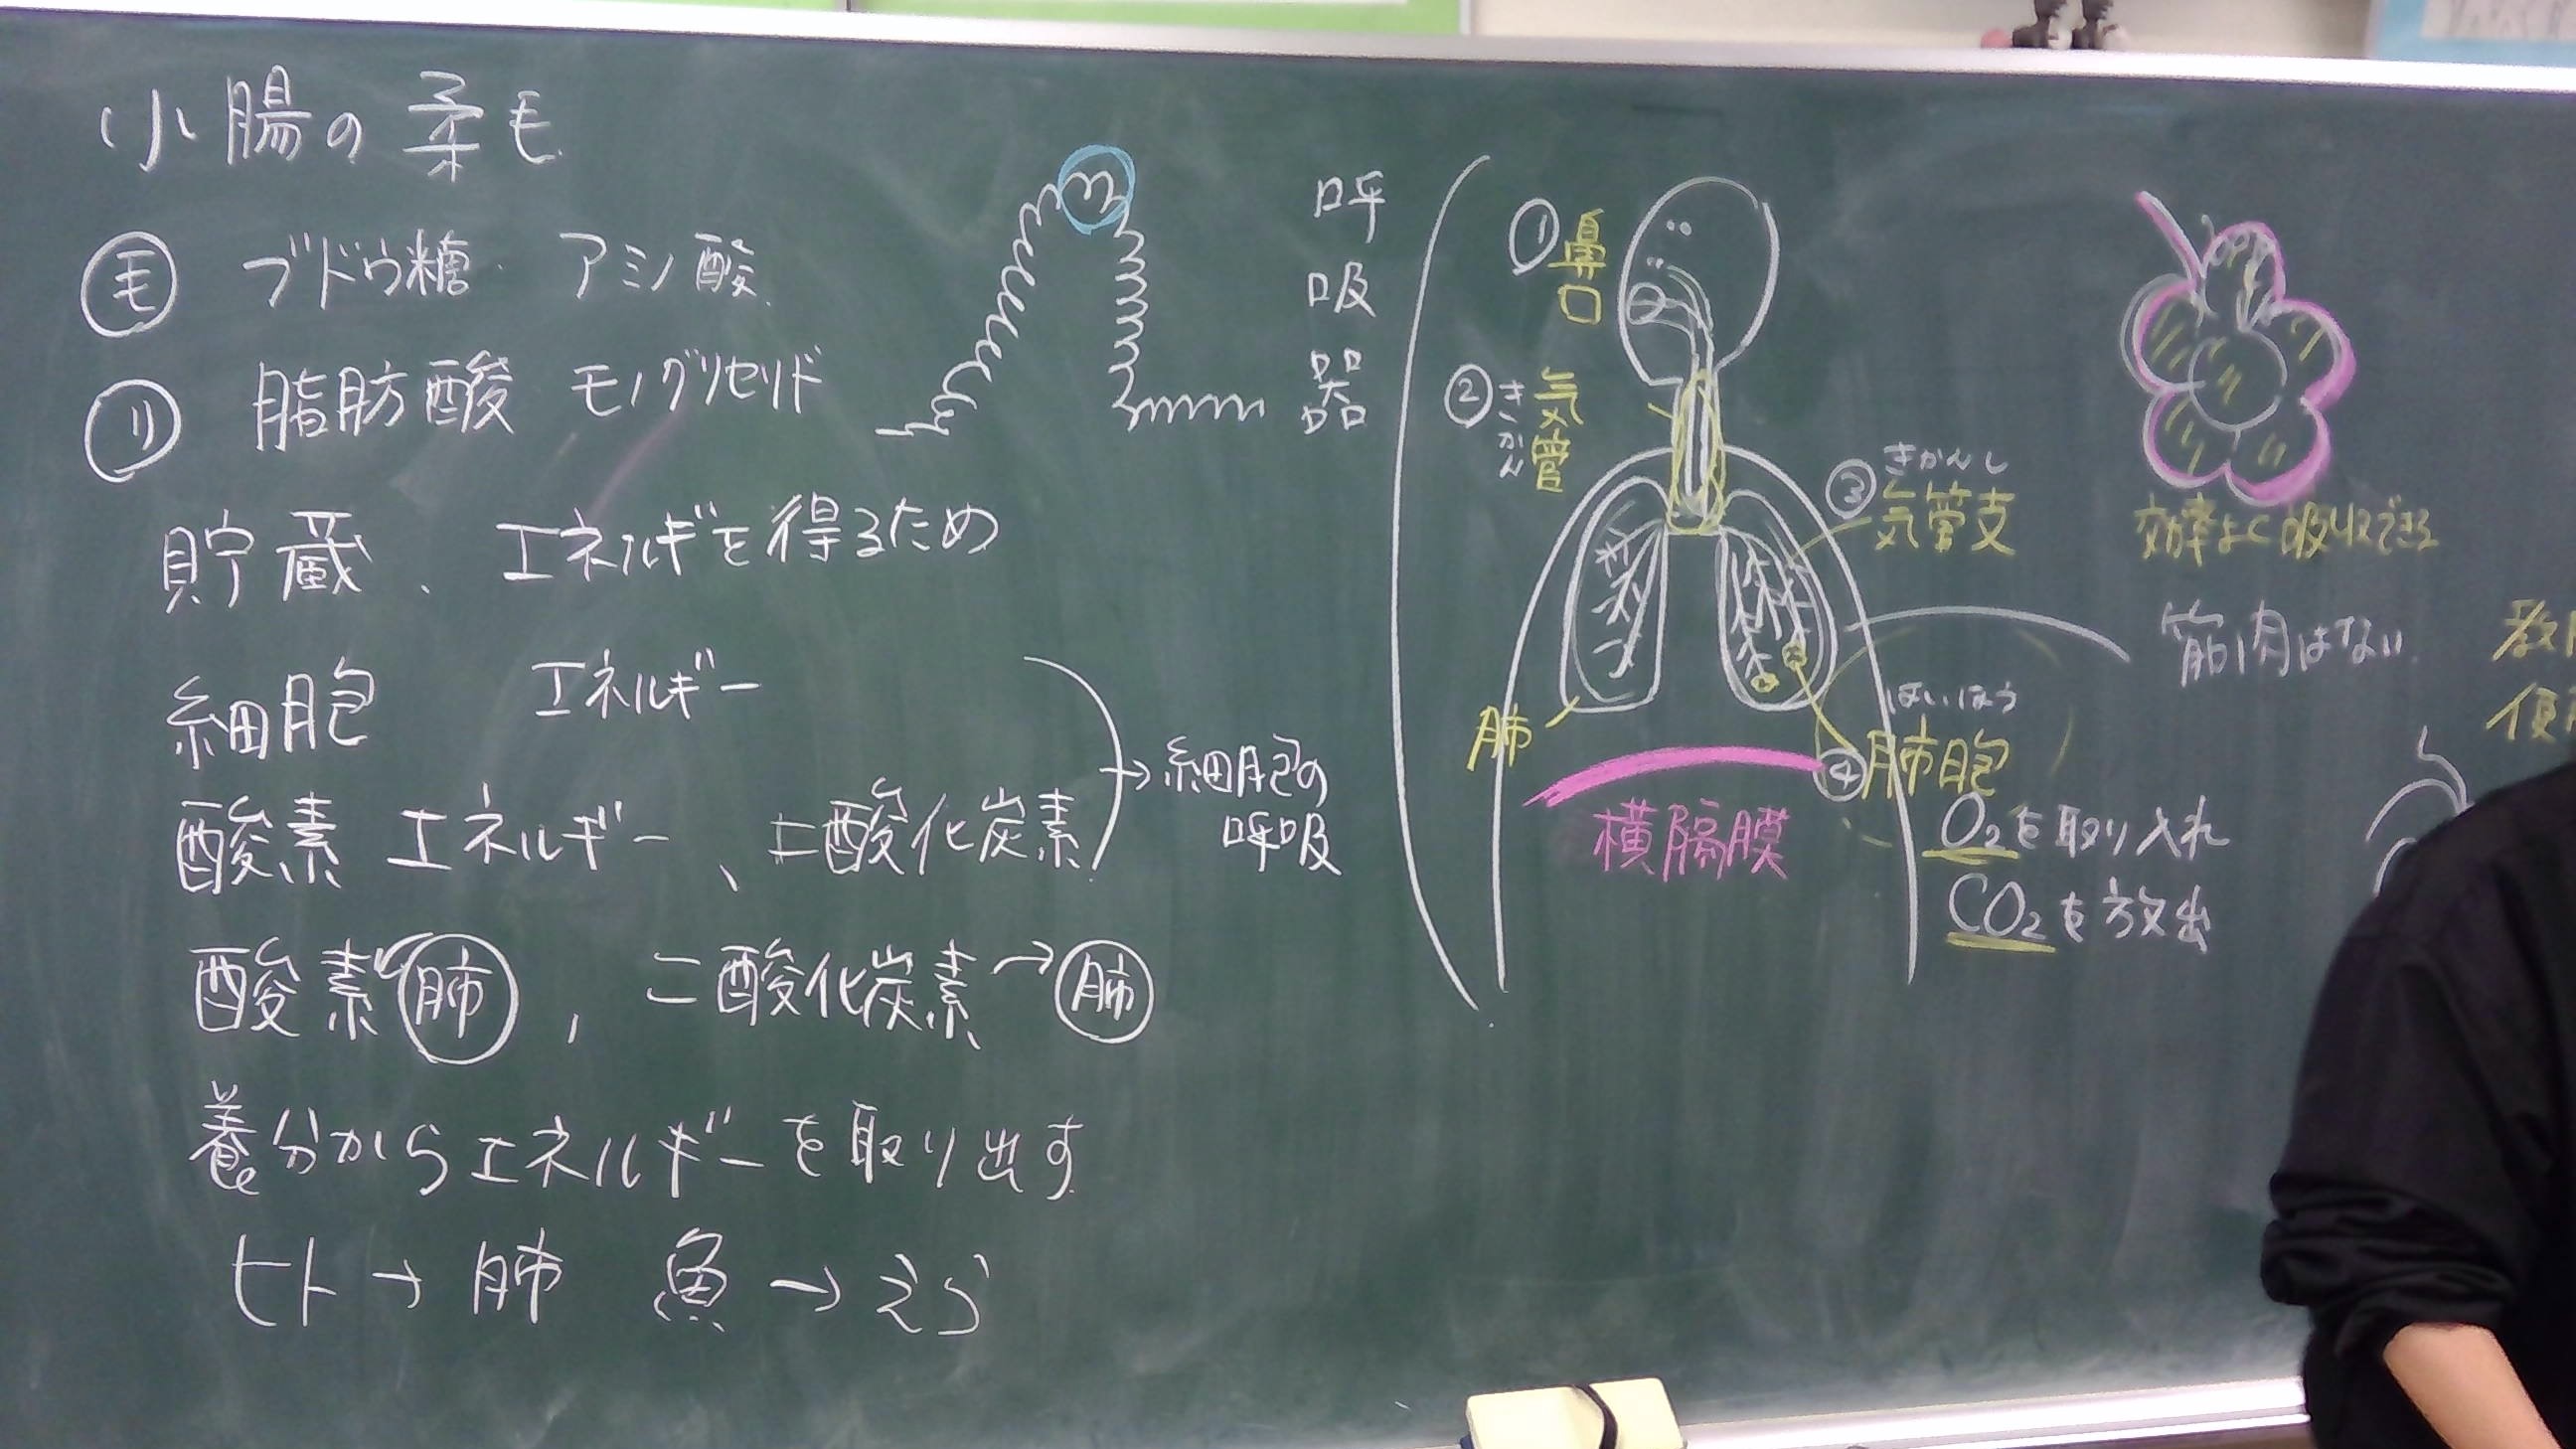 小腸の柔毛
毛 ブドウ糖 アミノ酸
リ 脂肪酸 モノグリセリド
貯蔵、エネルギを得るため
細胞 エネルギー
酸素 エネルギー、二酸化炭素
→細胞の
呼吸
酸素←肺, 二酸化炭素→肺
養分からエネルギーを取り出す
ヒト→肺 魚→えら
呼
吸
器
①鼻
口
②気管
きかん
③気管支
きかんし
肺
④肺胞
はいほう
横隔膜
O₂を取り入れ
CO₂を放出
効率よく吸収できる
筋肉はない